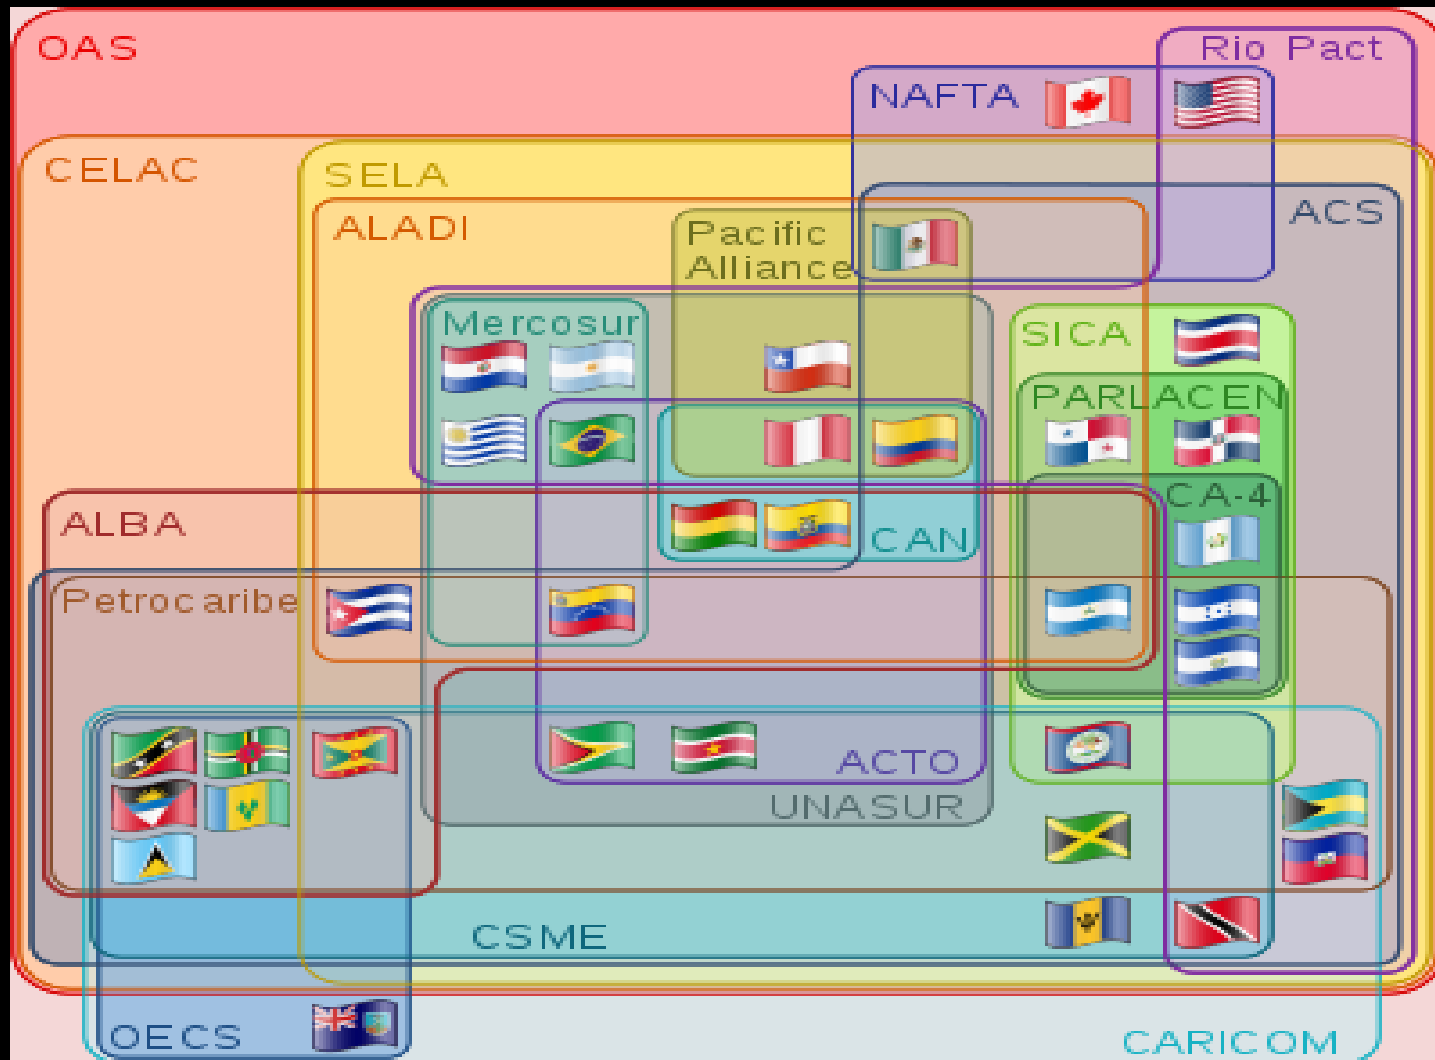 OAS
Rio Pact
NAFTA
CELAC
SELA
ACS
ALADI
Pacific
Alliance
Mercosur
SICA
PARLACEN
CA-4
ALBA
CAN
Petrocaribe
ACTO
UNASUR
CSME
OECS
CARICOM